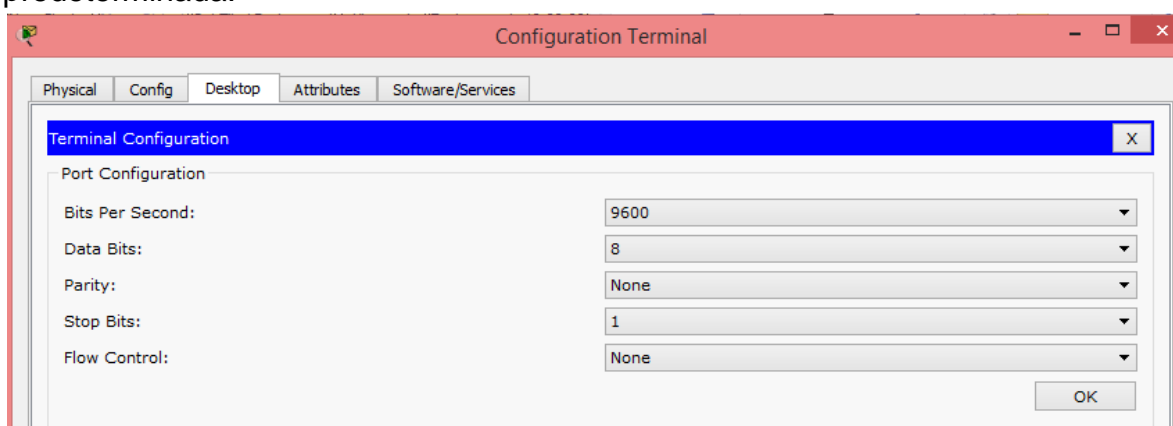 predeterminada.
Configuration Terminal
Physical Config Desktop Attributes Software/Services
Terminal Configuration X
Port Configuration
Bits Per Second: 9600
Data Bits: 8
Parity: None
Stop Bits: 1
Flow Control: None
OK